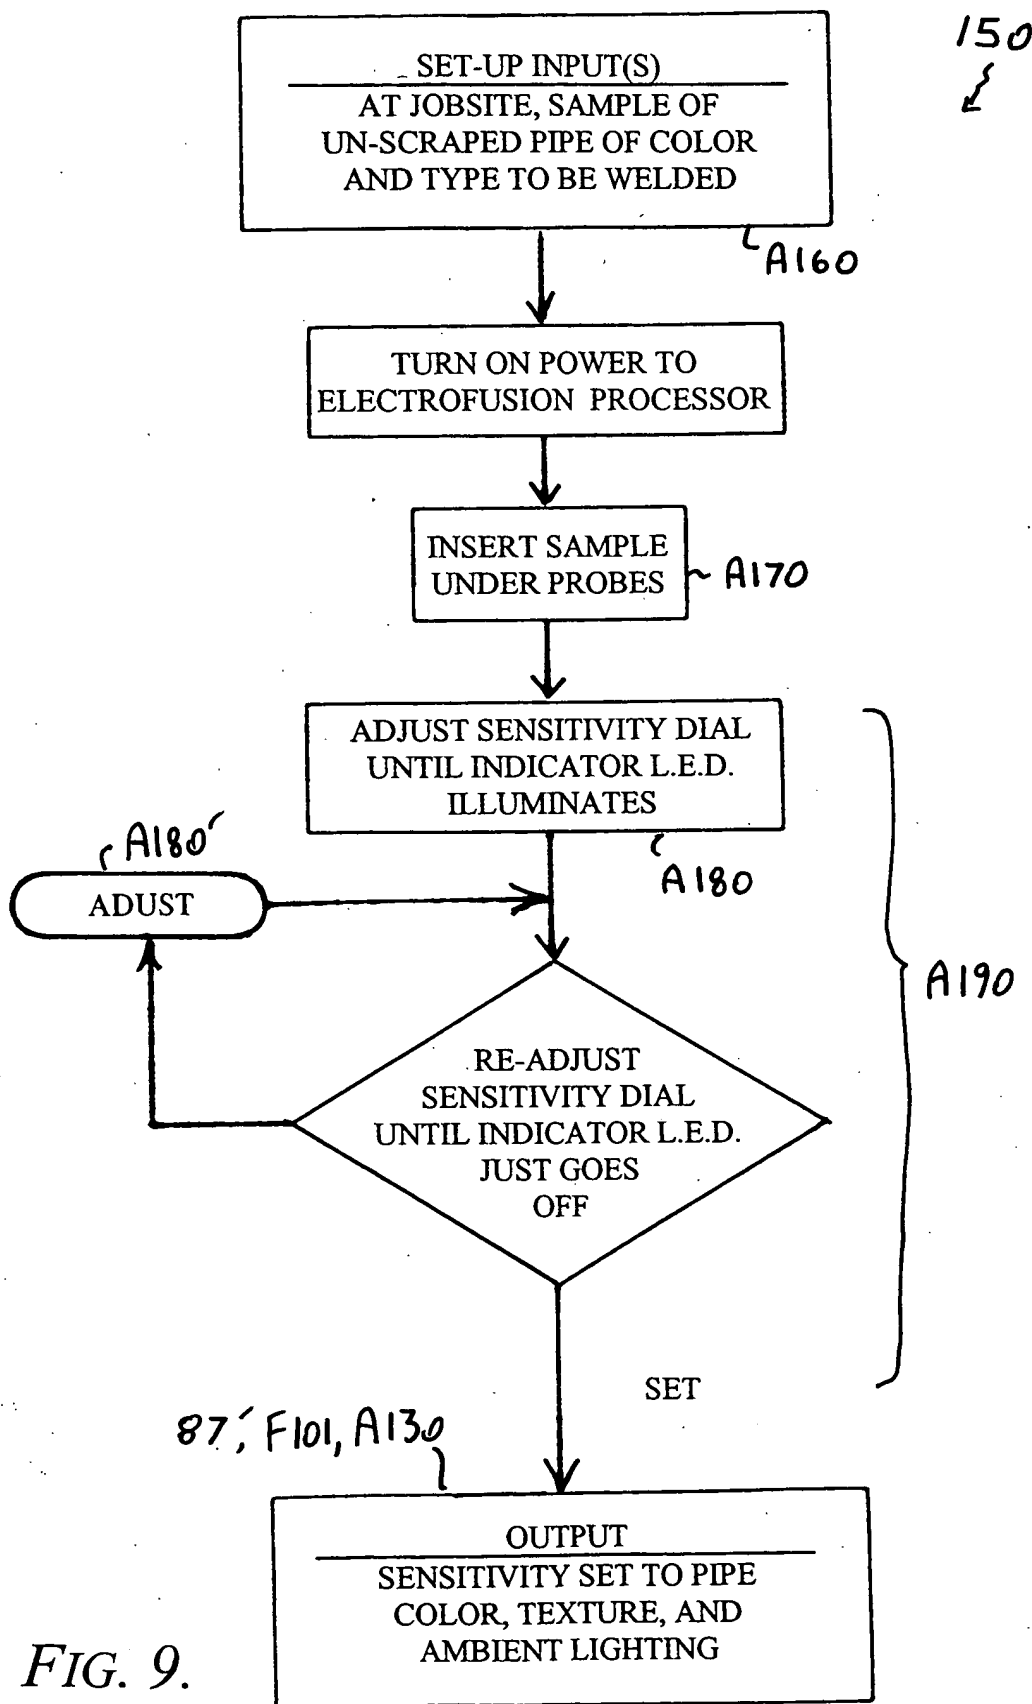 150
SET-UP INPUT(S)
AT JOBSITE, SAMPLE OF
UN-SCRAPED PIPE OF COLOR
AND TYPE TO BE WELDED
A160
TURN ON POWER TO
ELECTROFUSION PROCESSOR
INSERT SAMPLE
UNDER PROBES
A170
ADJUST SENSITIVITY DIAL
UNTIL INDICATOR L.E.D.
ILLUMINATES
A180
A180'
ADUST
A190
RE-ADJUST
SENSITIVITY DIAL
UNTIL INDICATOR L.E.D.
JUST GOES
OFF
SET
87', F101, A130
OUTPUT
SENSITIVITY SET TO PIPE
COLOR, TEXTURE, AND
AMBIENT LIGHTING
FIG. 9.